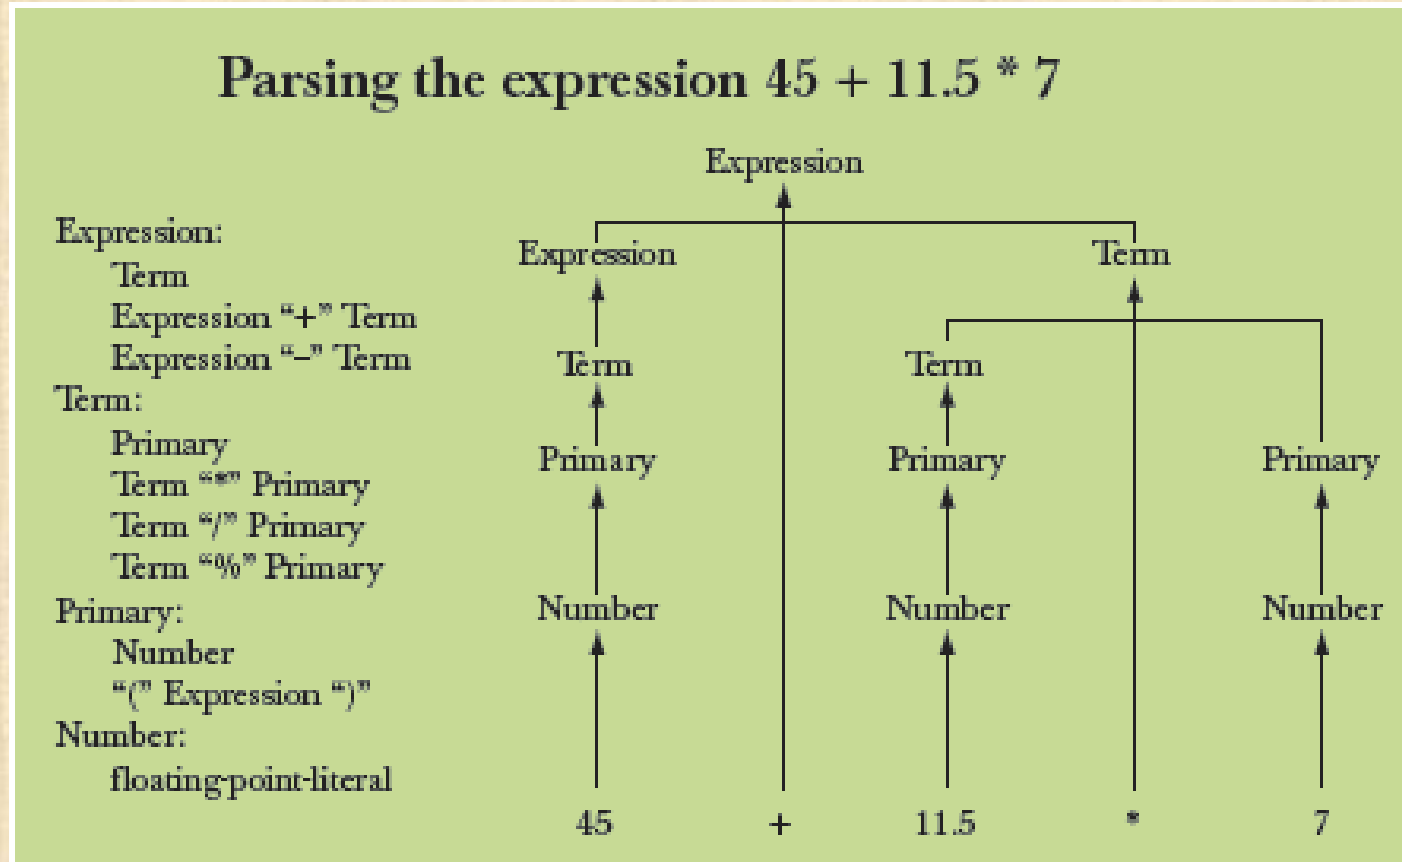 Parsing the expression 45 + 11.5 * 7
Expression:
Term
Expression “+” Term
Expression “–” Term
Term:
Primary
Term “*” Primary
Term “/” Primary
Term “%” Primary
Primary:
Number
“(” Expression “)”
Number:
floating-point-literal
Expression
Expression Term
Term Term
Primary Primary Primary
Number Number Number
45 + 11.5 * 7